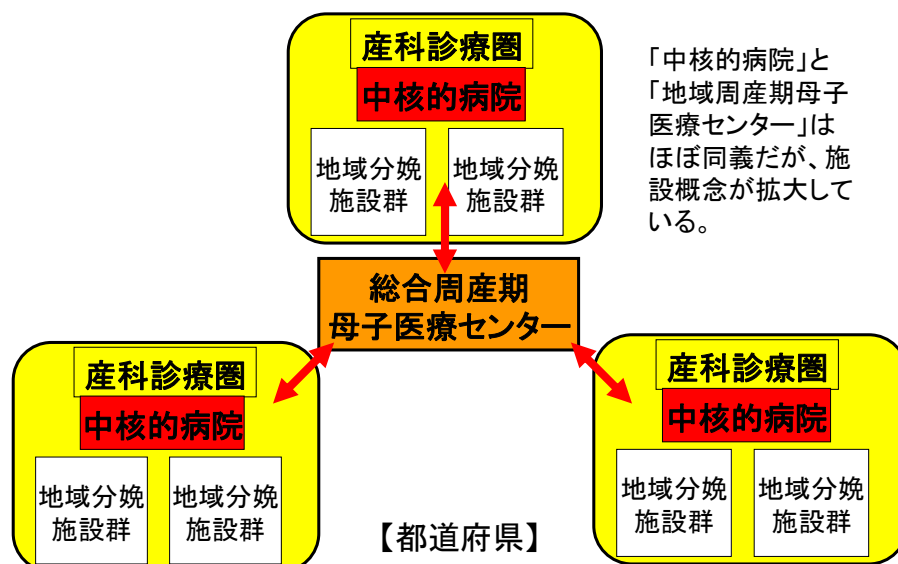 産科診療圏
中核的病院
地域分娩
施設群
地域分娩
施設群
「中核的病院」と
「地域周産期母子
医療センター」は
ほぼ同義だが、施
設概念が拡大して
いる。
総合周産期
母子医療センター
産科診療圏
中核的病院
地域分娩
施設群
地域分娩
施設群
【都道府県】
産科診療圏
中核的病院
地域分娩
施設群
地域分娩
施設群